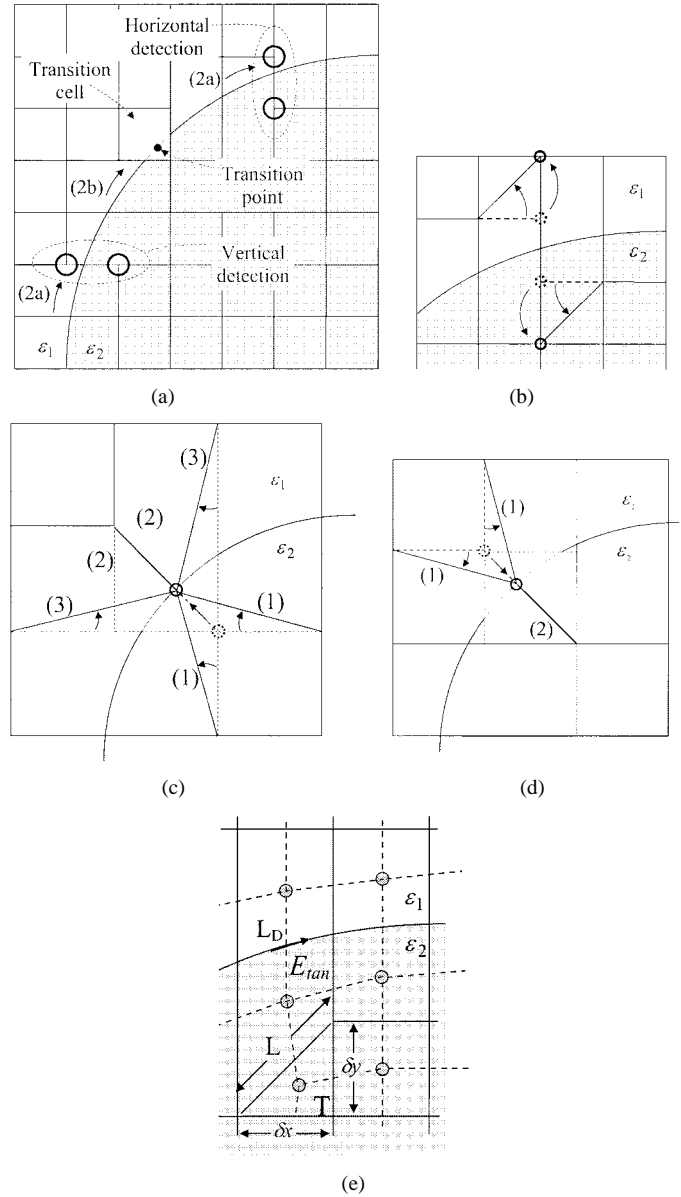 Horizontal
detection
Transition
cell
(2a)
(2b)
Transition
point
Vertical
detection
(2a)
ε1
ε2
(a)
ε1
ε2
(b)
(3)
(2)
ε1
(2)
ε2
(3)
(1)
(1)
(c)
(1)
ε2
(1)
(2)
(d)
ε1
LD
ε2
Etan
L
δy
T
δx
(e)